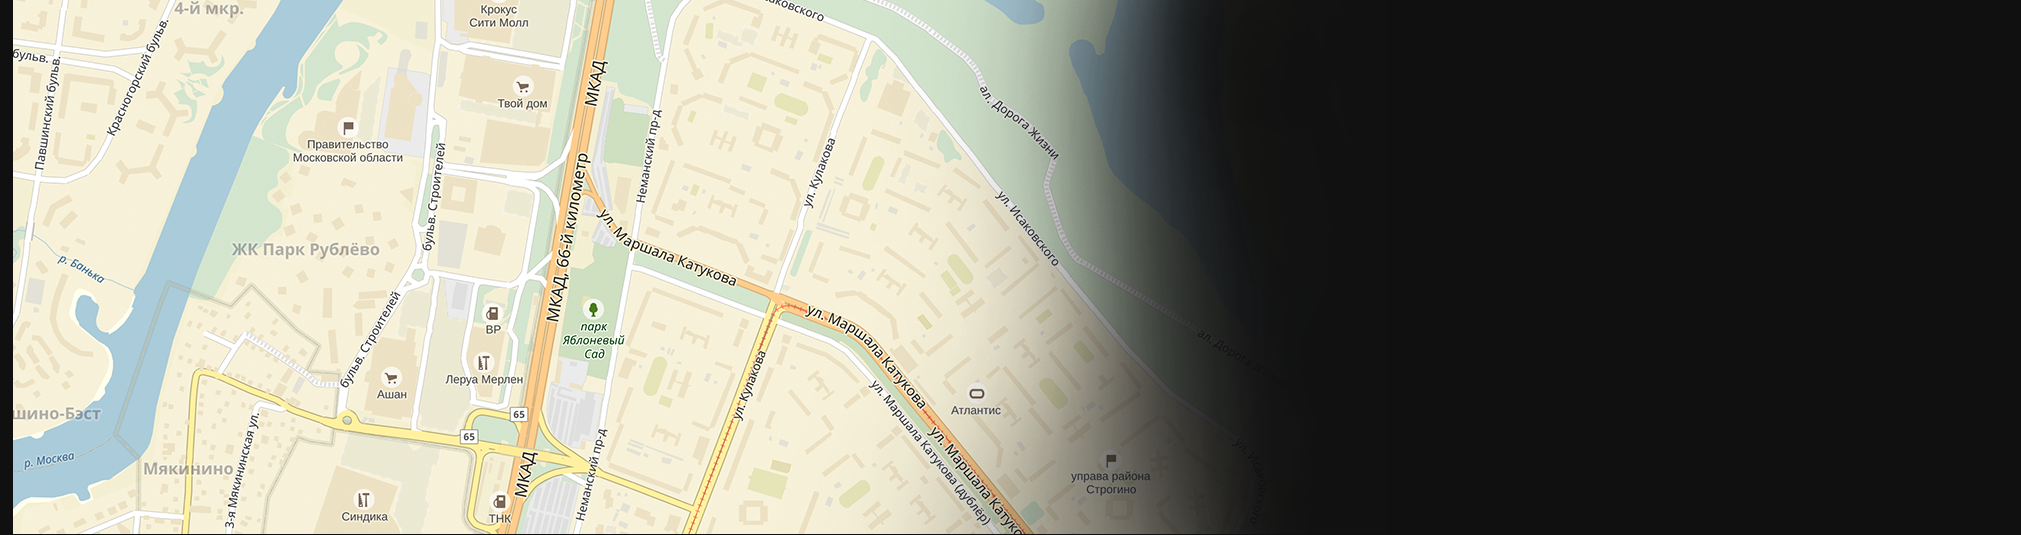 4-й мкр.
Крокус
Сити Молл
бульв.
Павшинский бульв.
Красногорский бульв.
МКАД
Твой дом
Правительство
Московской области
Неманский пр-д
ал. Дорога Жизни
ул. Кулакова
бульв. Строителей
МКАД, 66-й километр
ул. Исаковского
ул. Маршала Катукова
ЖК Парк Рублёво
р. Банька
парк
Яблоневый
Сад
ВР
ул. Маршала Катукова
бульв. Строителей
Леруа Мерлен
Ашан
ул. Кулакова
Атлантис
65
65
шино-Бэст
р. Москва
Мякинино
3-я Мякининская ул.
МКАД
Неманский пр-д
ул. Маршала Катукова (дублёр)
ул. Маршала Катуко
управа района
Строгино
Синдика
ТНК